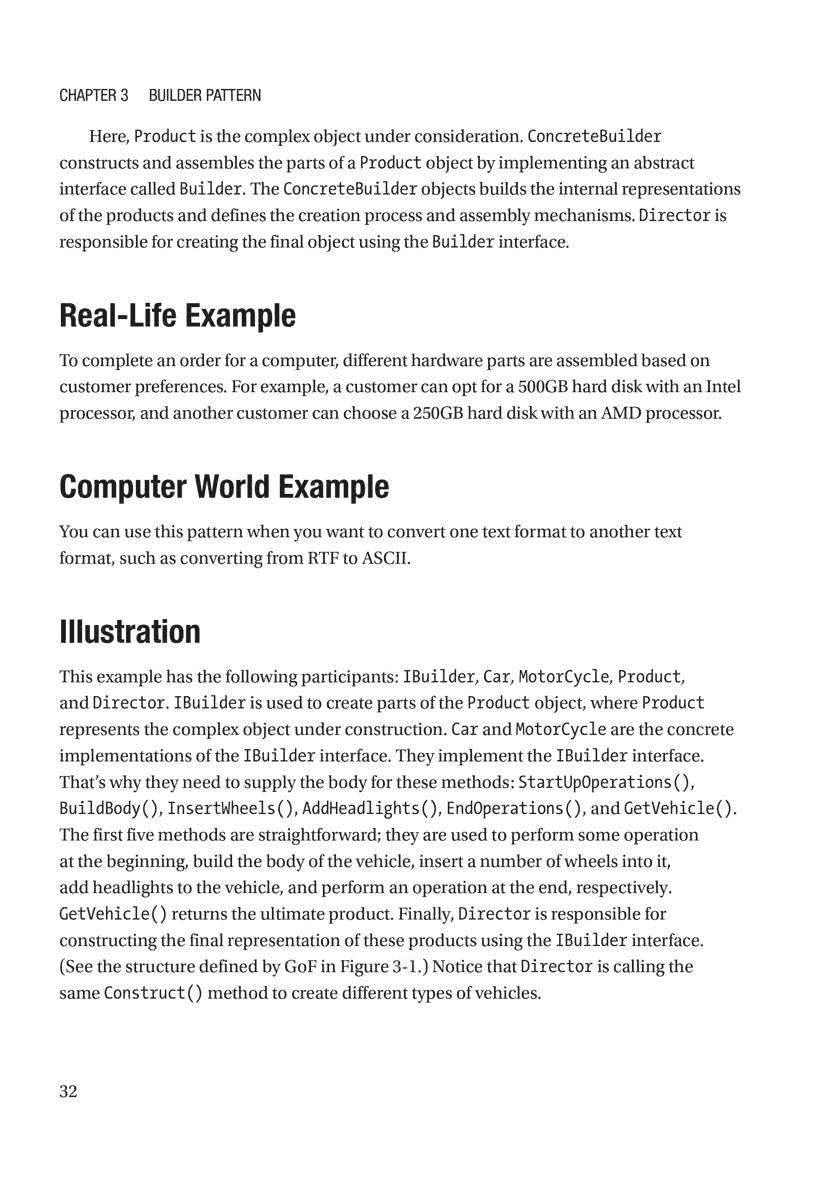 CHAPTER 3 BUILDER PATTERN
Here, Product is the complex object under consideration. ConcreteBuilder
constructs and assembles the parts of a Product object by implementing an abstract
interface called Builder. The ConcreteBuilder objects builds the internal representations
of the products and defines the creation process and assembly mechanisms. Director is
responsible for creating the final object using the Builder interface.
Real-Life Example
To complete an order for a computer, different hardware parts are assembled based on
customer preferences. For example, a customer can opt for a 500GB hard disk with an Intel
processor, and another customer can choose a 250GB hard disk with an AMD processor.
Computer World Example
You can use this pattern when you want to convert one text format to another text
format, such as converting from RTF to ASCII.
Illustration
This example has the following participants: IBuilder, Car, MotorCycle, Product,
and Director. IBuilder is used to create parts of the Product object, where Product
represents the complex object under construction. Car and MotorCycle are the concrete
implementations of the IBuilder interface. They implement the IBuilder interface.
That’s why they need to supply the body for these methods: StartUpOperations(),
BuildBody(), InsertWheels(), AddHeadlights(), EndOperations(), and GetVehicle().
The first five methods are straightforward; they are used to perform some operation
at the beginning, build the body of the vehicle, insert a number of wheels into it,
add headlights to the vehicle, and perform an operation at the end, respectively.
GetVehicle() returns the ultimate product. Finally, Director is responsible for
constructing the final representation of these products using the IBuilder interface.
(See the structure defined by GoF in Figure 3-1.) Notice that Director is calling the
same Construct() method to create different types of vehicles.
32